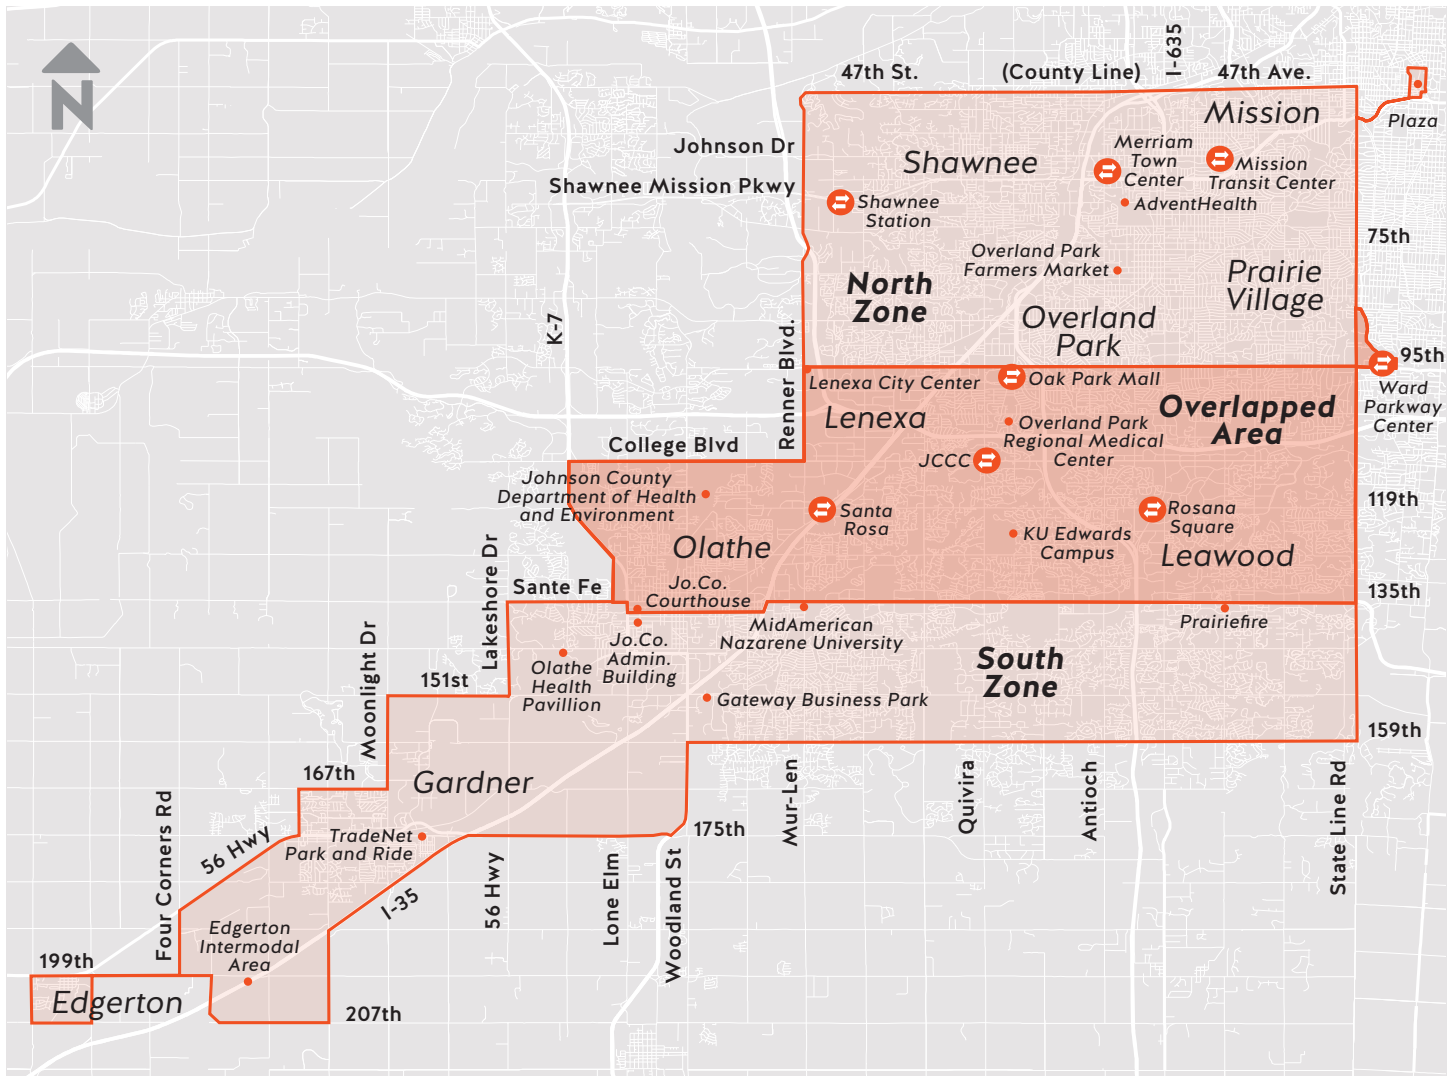 47th St.
(County Line)
I-635
47th Ave.
Mission
Plaza
Johnson Dr
Shawnee Mission Pkwy
Shawnee
Merriam
Town
Center
Mission
Transit Center
Shawnee
Station
AdventHealth
75th
Overland Park
Farmers Market
North
Zone
Prairie
Village
K-7
Renner Blvd.
Overland
Park
95th
Ward
Parkway
Center
Lenexa City Center
Oak Park Mall
Lenexa
Overland Park
Regional Medical
Center
Overlapped
Area
College Blvd
JCCC
Johnson County
Department of Health
and Environment
Santa
Rosa
Rosana
Square
119th
KU Edwards
Campus
Olathe
Leawood
Lakeshore Dr
Sante Fe
Jo.Co.
Courthouse
135th
MidAmerican
Nazarene University
Prairiefire
Moonlight Dr
Jo.Co.
Admin.
Building
Olathe
Health
Pavillion
South
Zone
151st
Gateway Business Park
159th
167th
Gardner
Four Corners Rd
56 Hwy
TradeNet
Park and Ride
175th
Mur-Len
Quivira
Antioch
State Line Rd
I-35
56 Hwy
Lone Elm
Woodland St
Edgerton
Intermodal
Area
199th
Edgerton
207th
N